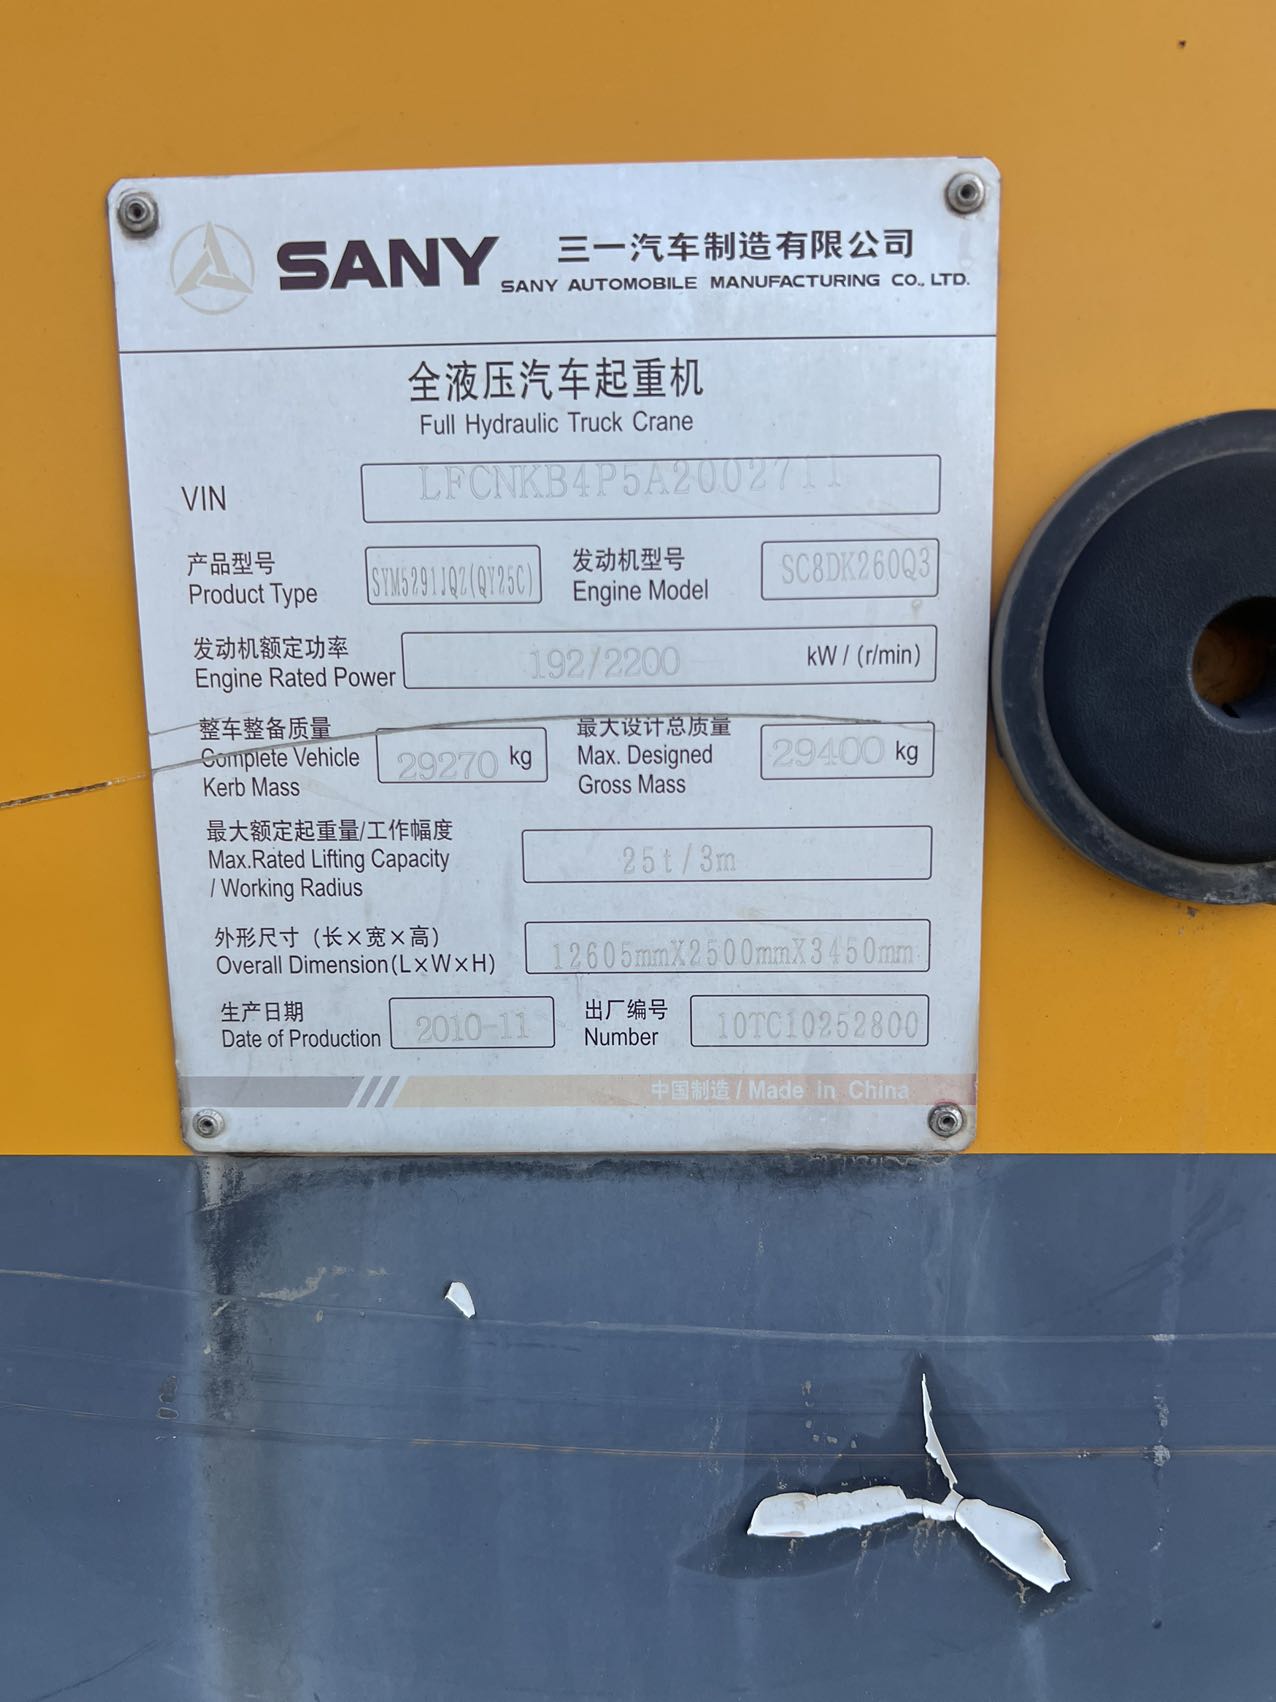 SANY 三一汽车制造有限公司
SANY AUTOMOBILE MANUFACTURING CO., LTD.
全液压汽车起重机
Full Hydraulic Truck Crane
VIN LFCNKB4P5A2002711
产品型号 发动机型号
Product Type SYM5291JQZ(QY25C) Engine Model SC8DK260Q3
发动机额定功率
Engine Rated Power 192/2200 kW / (r/min)
整车整备质量 最大设计总质量
Complete Vehicle 29270 kg Max. Designed 29400 kg
Kerb Mass Gross Mass
最大额定起重量/工作幅度
Max.Rated Lifting Capacity 25t/3m
/ Working Radius
外形尺寸 (长×宽×高)
Overall Dimension(L×W×H) 12605mmX2500mmX3450mm
生产日期 出厂编号
Date of Production 2010-11 Number 10TC10252800
中国制造 / Made in China